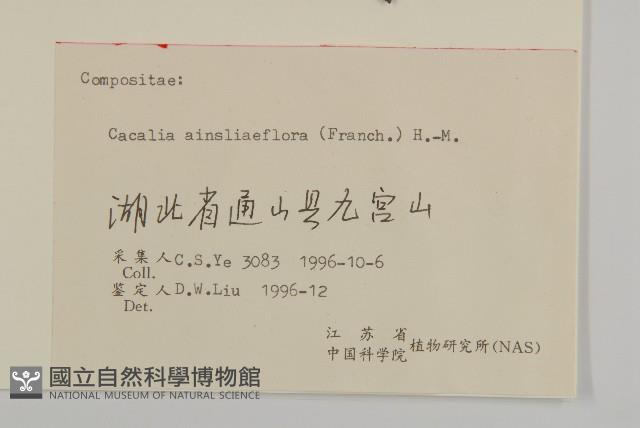 Compositae:
Cacalia ainsliaeflora (Franch.) H.-M.
湖北省通山县九宫山
采集人 C.S.Ye 3083 1996-10-6
Coll.
鉴定人 D.W.Liu 1996-12
Det.
江苏省
中国科学院 植物研究所(NAS)
國立自然科學博物館
NATIONAL MUSEUM OF NATURAL SCIENCE